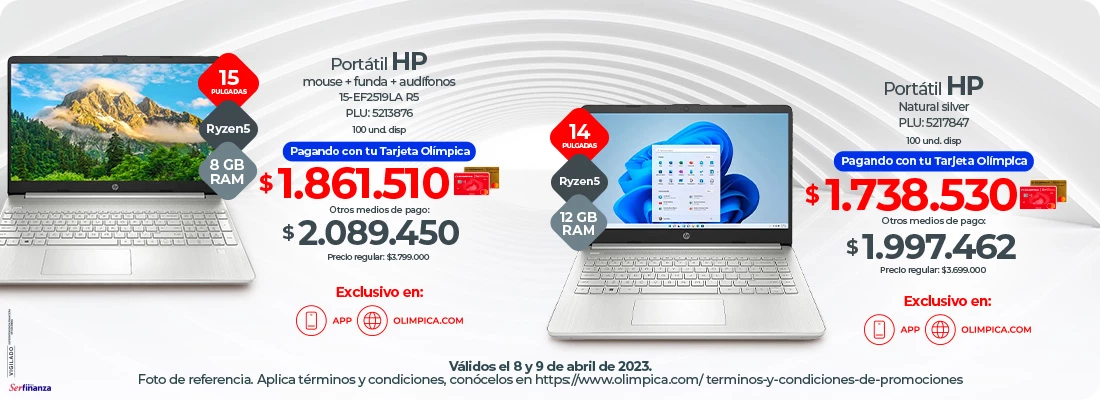 15
PULGADAS
Ryzen5
8 GB
RAM
Portátil HP
mouse + funda + audífonos
15-EF2519LA R5
PLU: 5213876
100 und. disp
Pagando con tu Tarjeta Olímpica
$ 1.861.510
Otros medios de pago:
$ 2.089.450
Precio regular: $3.799.000
Exclusivo en:
APP OLIMPICA.COM
14
PULGADAS
Ryzen5
12 GB
RAM
Portátil HP
Natural silver
PLU: 5217847
100 und. disp
Pagando con tu Tarjeta Olímpica
$ 1.738.530
Otros medios de pago:
$ 1.997.462
Precio regular: $3.699.000
Exclusivo en:
APP OLIMPICA.COM
VIGILADO
Serfinanza
Válidos el 8 y 9 de abril de 2023.
Foto de referencia. Aplica términos y condiciones, conócelos en https://www.olimpica.com/ terminos-y-condiciones-de-promociones